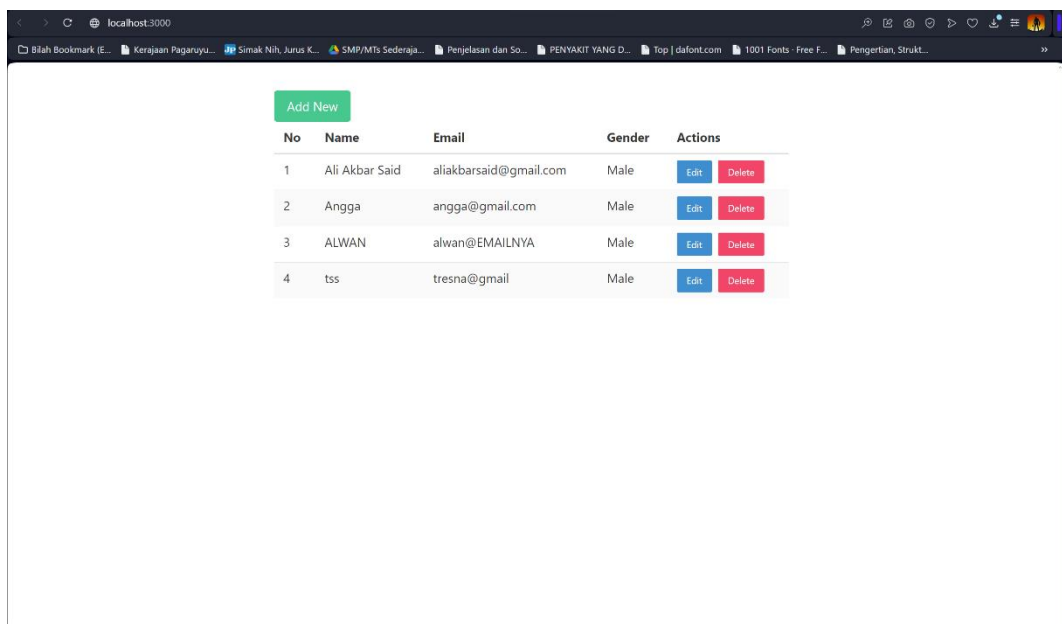 localhost:3000
Bilah Bookmark (E... Kerajaan Pagaruyu... JP Simak Nih, Jurus K... SMP/MTs Sederaja... Penjelasan dan So... PENYAKIT YANG D... Top | dafont.com 1001 Fonts · Free F... Pengertian, Strukt... »
Add New
No Name Email Gender Actions
1 Ali Akbar Said aliakbarsaid@gmail.com Male Edit Delete
2 Angga angga@gmail.com Male Edit Delete
3 ALWAN alwan@EMAILNYA Male Edit Delete
4 tss tresna@gmail Male Edit Delete